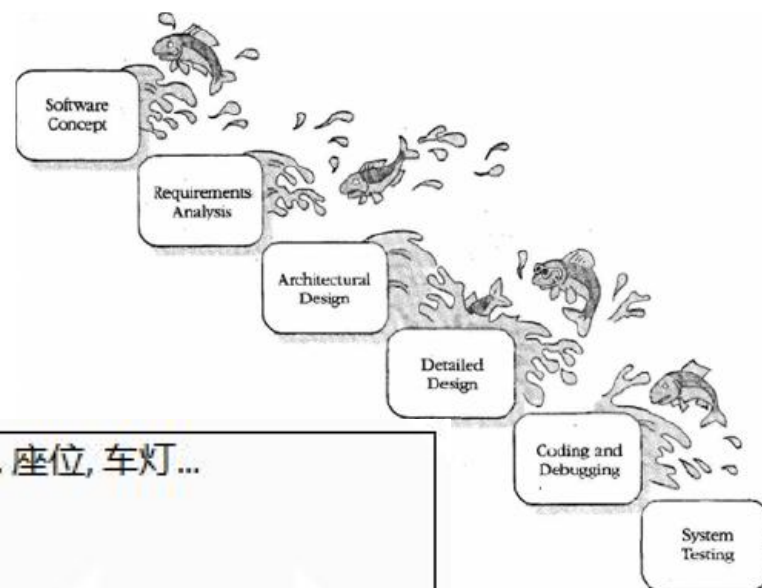 Software
Concept
Requirements
Analysis
Architectural
Design
Detailed
Design
座位, 车灯...
Coding and
Debugging
System
Testing